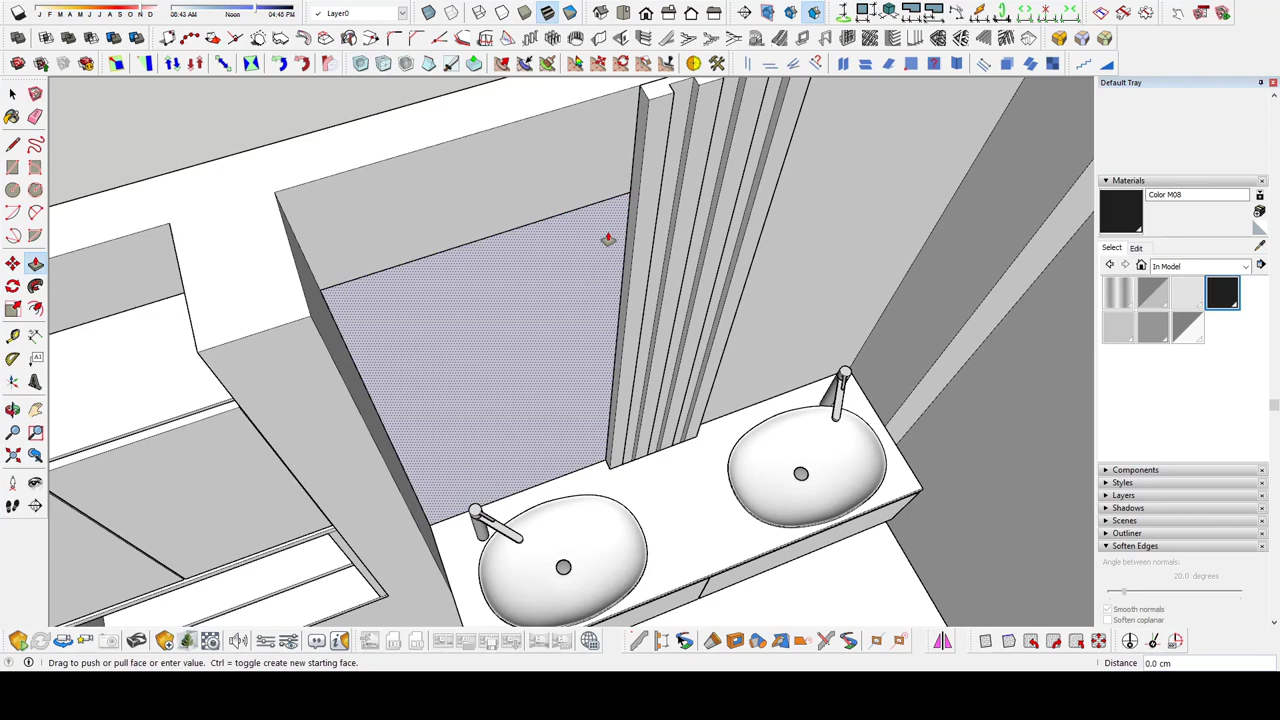 J F M A M J J A S O N D
06:43 AM Noon 04:45 PM
Layer0
Default Tray
Materials
Color M08
Select Edit
In Model
Components
Styles
Layers
Shadows
Scenes
Outliner
Soften Edges
Angle between normals:
20.0 degrees
Smooth normals
Soften coplanar
A1
Drag to push or pull face or enter value. Ctrl = toggle create new starting face.
Distance 0.0 cm